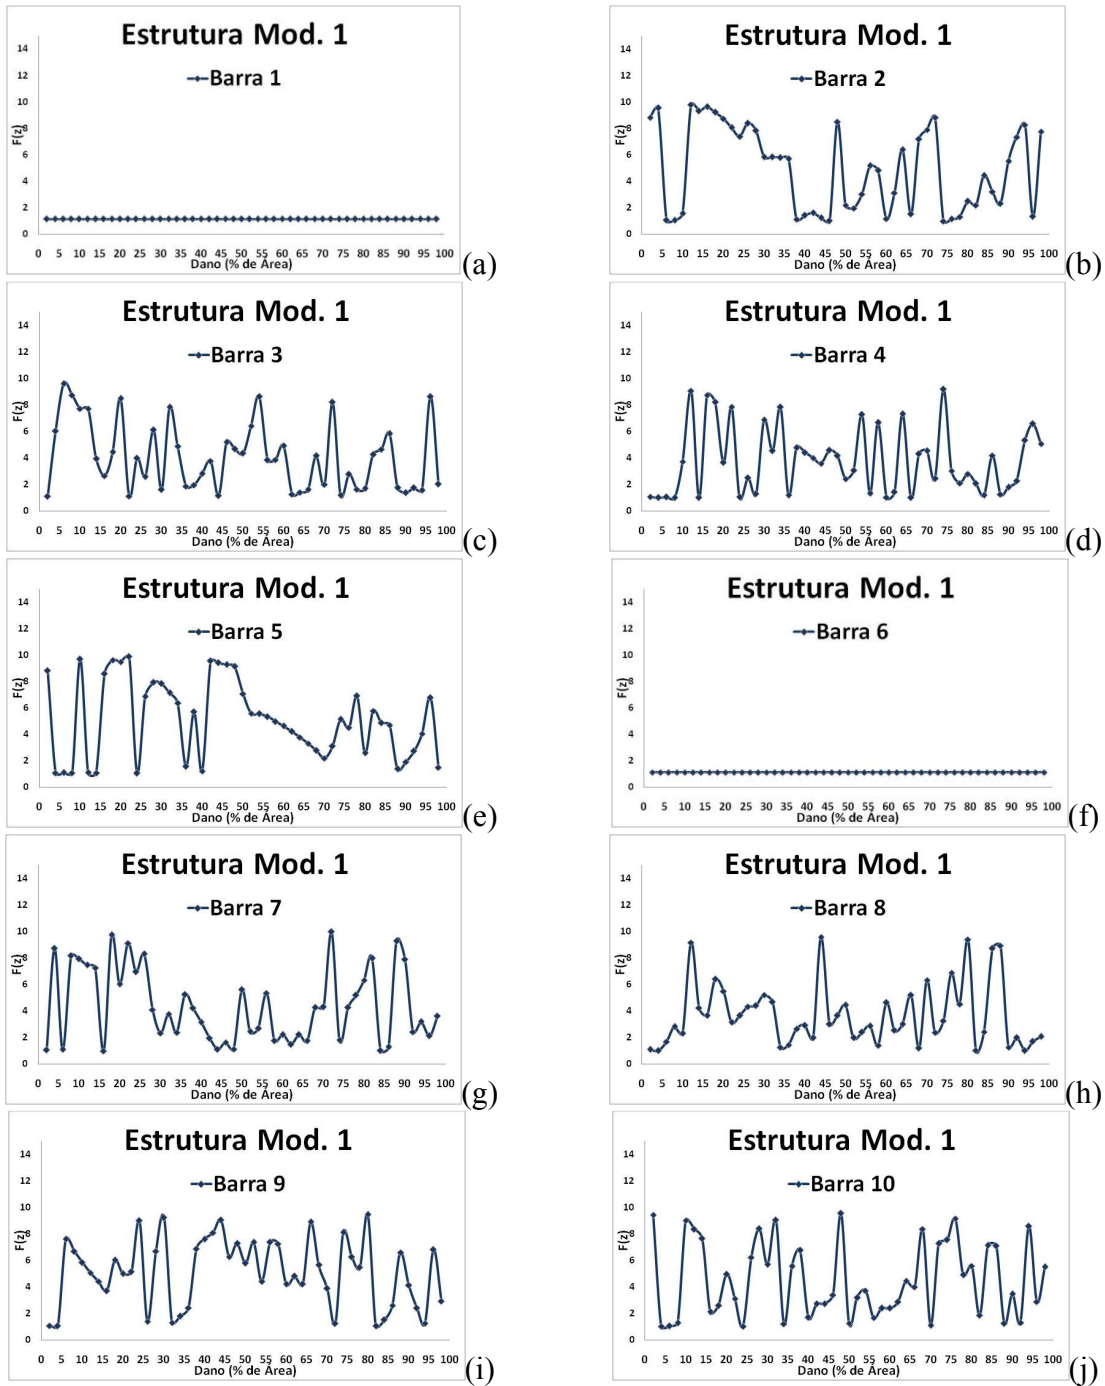 Estrutura Mod. 1
Barra 1
14
12
10
8
6
4
2
0
F(z)
0 5 10 15 20 25 30 35 40 45 50 55 60 65 70 75 80 85 90 95 100
Dano (% de Área)
(a)
Estrutura Mod. 1
Barra 2
14
12
10
8
6
4
2
0
F(z)
0 5 10 15 20 25 30 35 40 45 50 55 60 65 70 75 80 85 90 95 100
Dano (% de Área)
(b)
Estrutura Mod. 1
Barra 3
14
12
10
8
6
4
2
0
F(z)
0 5 10 15 20 25 30 35 40 45 50 55 60 65 70 75 80 85 90 95 100
Dano (% de Área)
(c)
Estrutura Mod. 1
Barra 4
14
12
10
8
6
4
2
0
F(z)
0 5 10 15 20 25 30 35 40 45 50 55 60 65 70 75 80 85 90 95 100
Dano (% de Área)
(d)
Estrutura Mod. 1
Barra 5
14
12
10
8
6
4
2
0
F(z)
0 5 10 15 20 25 30 35 40 45 50 55 60 65 70 75 80 85 90 95 100
Dano (% de Área)
(e)
Estrutura Mod. 1
Barra 6
14
12
10
8
6
4
2
0
F(z)
0 5 10 15 20 25 30 35 40 45 50 55 60 65 70 75 80 85 90 95 100
Dano (% de Área)
(f)
Estrutura Mod. 1
Barra 7
14
12
10
8
6
4
2
0
F(z)
0 5 10 15 20 25 30 35 40 45 50 55 60 65 70 75 80 85 90 95 100
Dano (% de Área)
(g)
Estrutura Mod. 1
Barra 8
14
12
10
8
6
4
2
0
F(z)
0 5 10 15 20 25 30 35 40 45 50 55 60 65 70 75 80 85 90 95 100
Dano (% de Área)
(h)
Estrutura Mod. 1
Barra 9
14
12
10
8
6
4
2
0
F(z)
0 5 10 15 20 25 30 35 40 45 50 55 60 65 70 75 80 85 90 95 100
Dano (% de Área)
(i)
Estrutura Mod. 1
Barra 10
14
12
10
8
6
4
2
0
F(z)
0 5 10 15 20 25 30 35 40 45 50 55 60 65 70 75 80 85 90 95 100
Dano (% de Área)
(j)